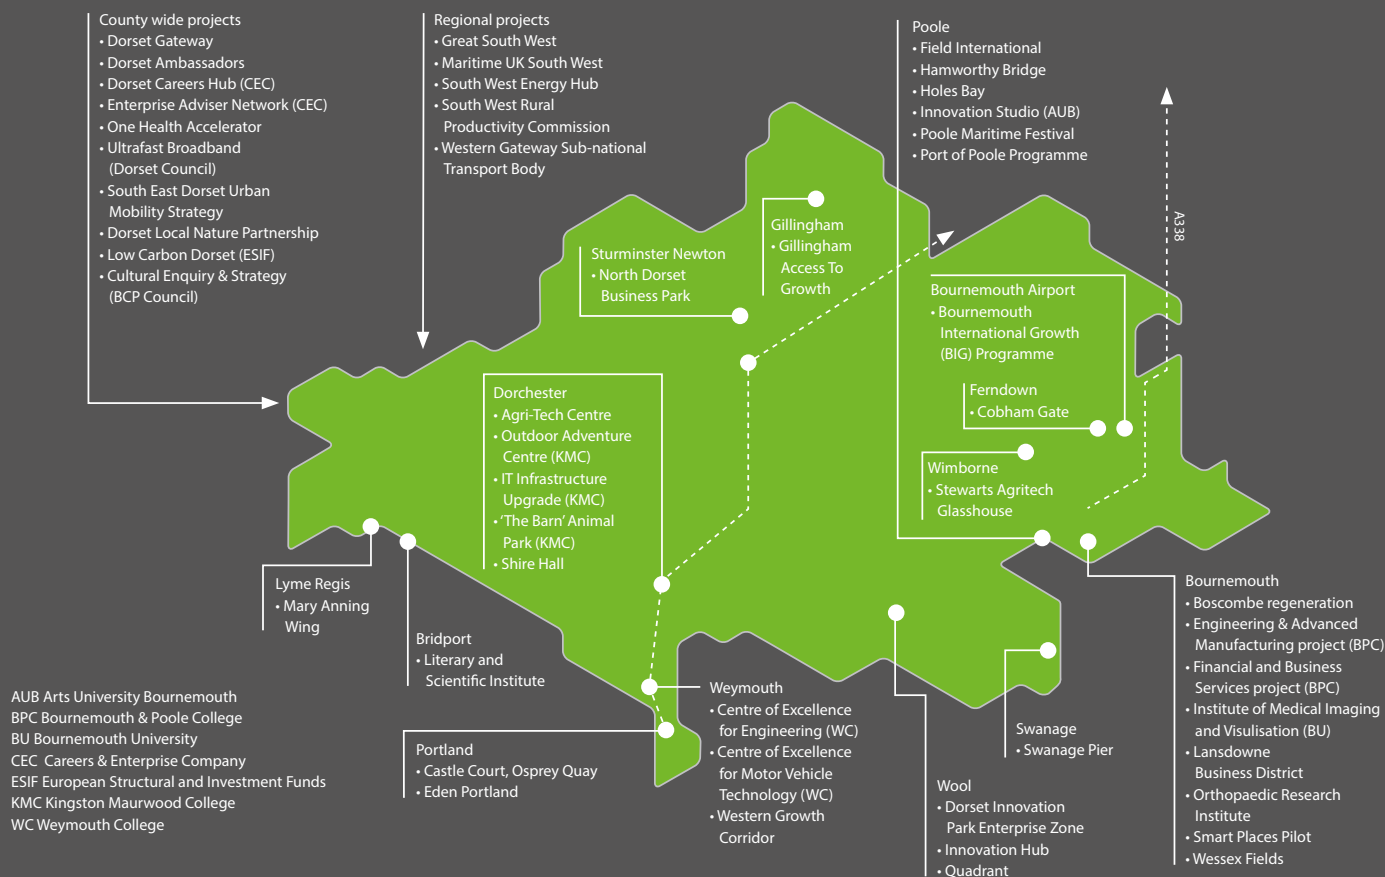 County wide projects
• Dorset Gateway
• Dorset Ambassadors
• Dorset Careers Hub (CEC)
• Enterprise Adviser Network (CEC)
• One Health Accelerator
• Ultrafast Broadband
(Dorset Council)
• South East Dorset Urban
Mobility Strategy
• Dorset Local Nature Partnership
• Low Carbon Dorset (ESIF)
• Cultural Enquiry & Strategy
(BCP Council)
Regional projects
• Great South West
• Maritime UK South West
• South West Energy Hub
• South West Rural
Productivity Commission
• Western Gateway Sub-national
Transport Body
Poole
• Field International
• Hamworthy Bridge
• Holes Bay
• Innovation Studio (AUB)
• Poole Maritime Festival
• Port of Poole Programme
A338
Gillingham
• Gillingham
Access To
Growth
Sturminster Newton
• North Dorset
Business Park
Bournemouth Airport
• Bournemouth
International Growth
(BIG) Programme
Ferndown
• Cobham Gate
Wimborne
• Stewarts Agritech
Glasshouse
Dorchester
• Agri-Tech Centre
• Outdoor Adventure
Centre (KMC)
• IT Infrastructure
Upgrade (KMC)
• ‘The Barn’ Animal
Park (KMC)
• Shire Hall
Lyme Regis
• Mary Anning
Wing
Bridport
• Literary and
Scientific Institute
Portland
• Castle Court, Osprey Quay
• Eden Portland
Weymouth
• Centre of Excellence
for Engineering (WC)
• Centre of Excellence
for Motor Vehicle
Technology (WC)
• Western Growth
Corridor
Swanage
• Swanage Pier
Wool
• Dorset Innovation
Park Enterprise Zone
• Innovation Hub
• Quadrant
Bournemouth
• Boscombe regeneration
• Engineering & Advanced
Manufacturing project (BPC)
• Financial and Business
Services project (BPC)
• Institute of Medical Imaging
and Visulisation (BU)
• Lansdowne
Business District
• Orthopaedic Research
Institute
• Smart Places Pilot
• Wessex Fields
AUB Arts University Bournemouth
BPC Bournemouth & Poole College
BU Bournemouth University
CEC Careers & Enterprise Company
ESIF European Structural and Investment Funds
KMC Kingston Maurwood College
WC Weymouth College